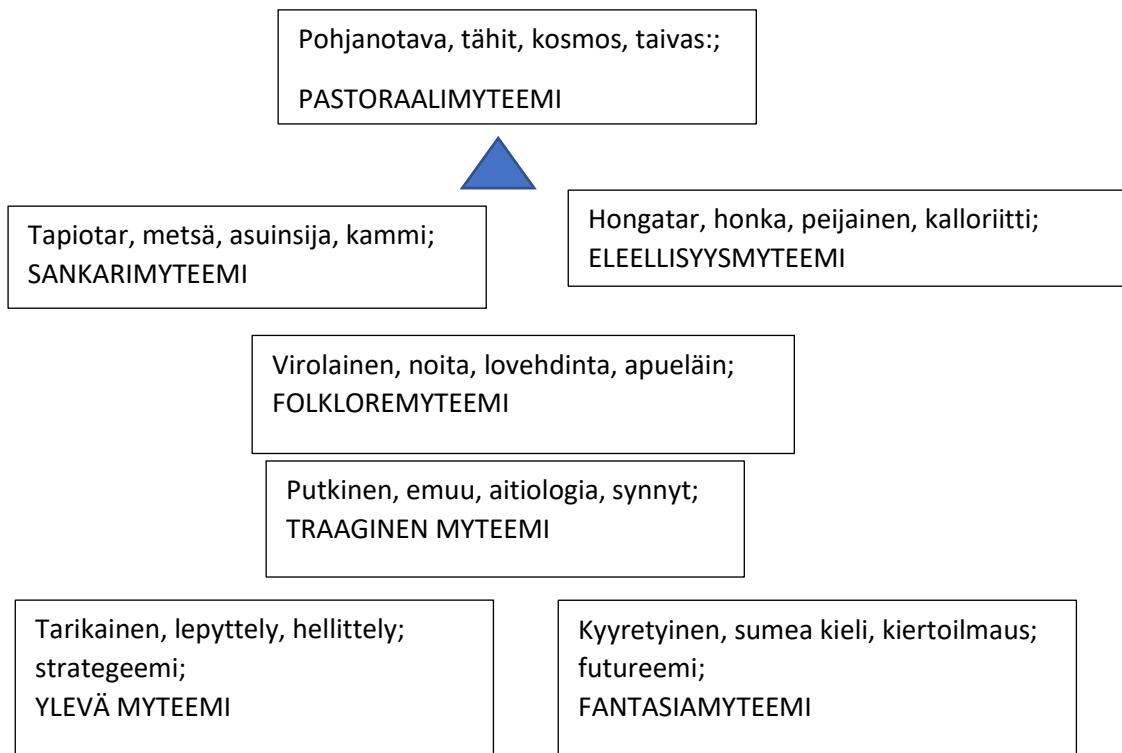 Pohjanotava, tähit, kosmos, taivas:;
PASTORAALIMYTEEMI
Tapiotar, metsä, asuinsija, kammi;
SANKARIMYTEEMI
Hongatar, honka, peijainen, kalloriitti;
ELEELLISYYSMYTEEMI
Virolainen, noita, lovehdinta, apueläin;
FOLKLOREMYTEEMI
Putkinen, emuu, aitiologia, synnyt;
TRAAGINEN MYTEEMI
Tarikainen, lepyttely, hellittely;
strategeemi;
YLEVÄ MYTEEMI
Kyyretyinen, sumea kieli, kiertoilmaus;
futureemi;
FANTASIAMYTEEMI